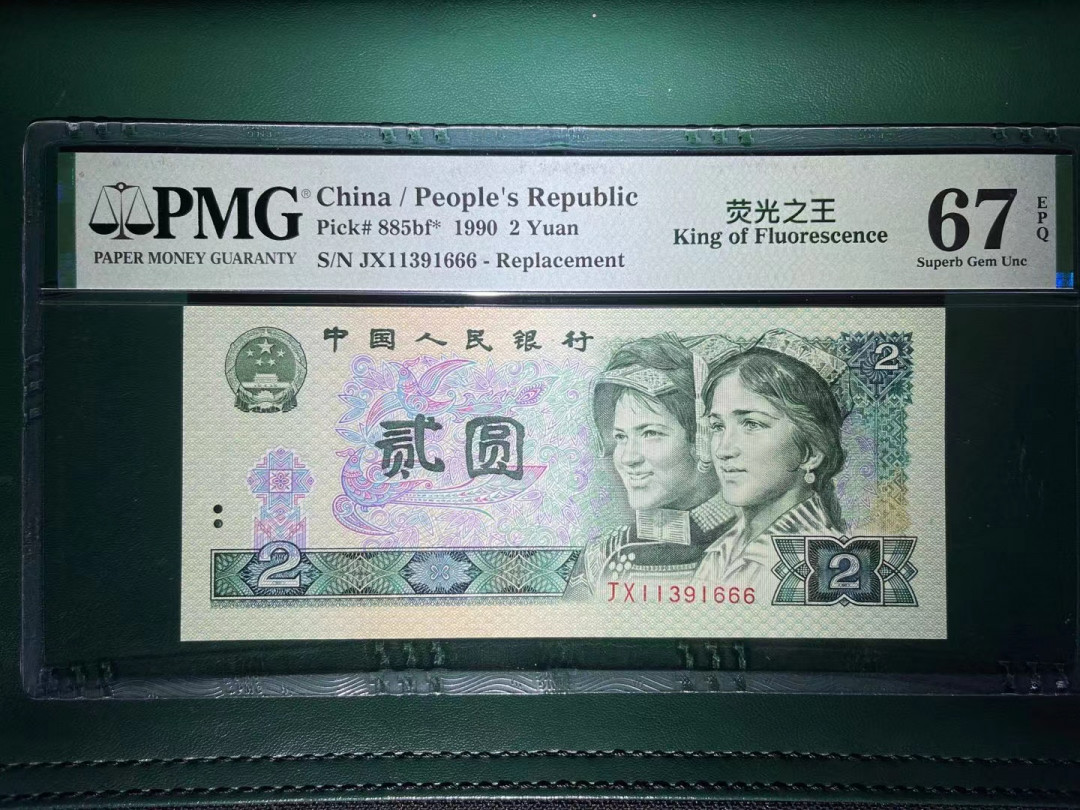 PMG®
PAPER MONEY GUARANTY
China / People's Republic
Pick# 885bf* 1990 2 Yuan
S/N JX11391666 - Replacement
荧光之王
King of Fluorescence
67
EPQ
Superb Gem Unc
中国人民银行
2
贰圆
2
JX11391666
2